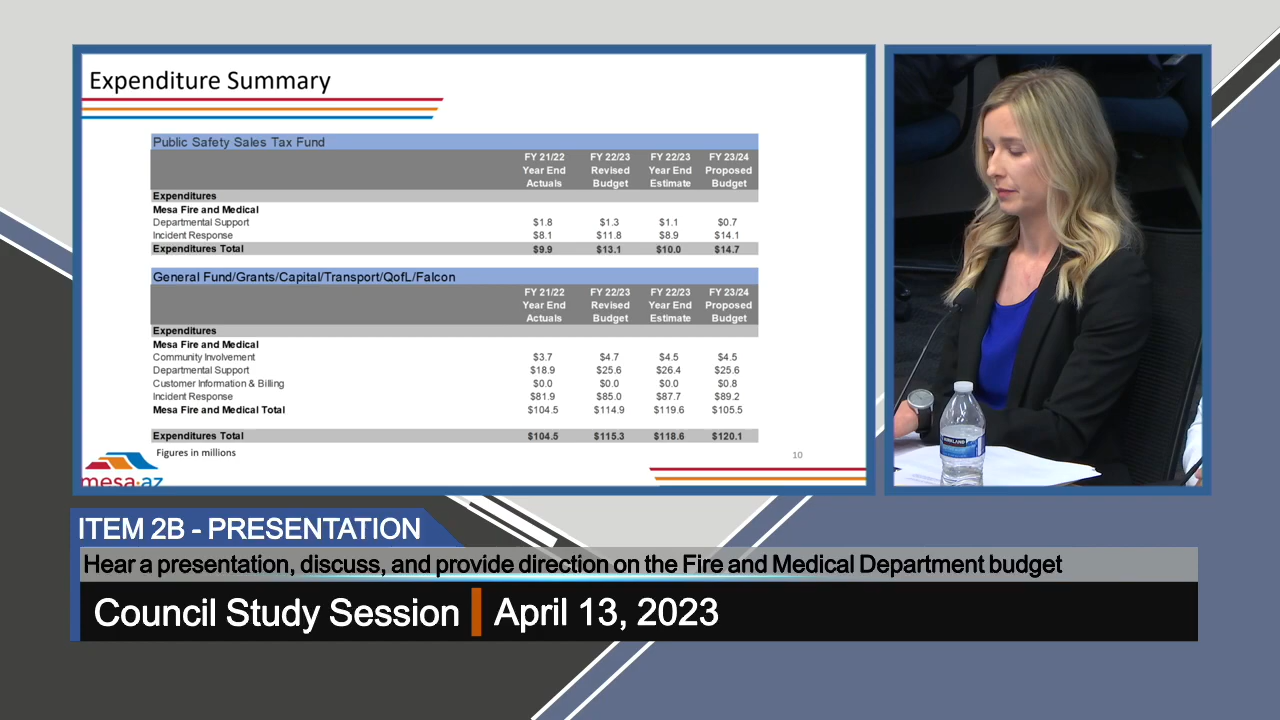 Expenditure Summary
Public Safety Sales Tax Fund
FY 21/22 FY 22/23 FY 22/23 FY 23/24
Year End Revised Year End Proposed
Actuals Budget Estimate Budget
Expenditures
Mesa Fire and Medical
Departmental Support $1.8 $1.3 $1.1 $0.7
Incident Response $8.1 $11.8 $8.9 $14.1
Expenditures Total $9.9 $13.1 $10.0 $14.7
General Fund/Grants/Capital/Transport/QofL/Falcon
FY 21/22 FY 22/23 FY 22/23 FY 23/24
Year End Revised Year End Proposed
Actuals Budget Estimate Budget
Expenditures
Mesa Fire and Medical
Community Involvement $3.7 $4.7 $4.5 $4.5
Departmental Support $18.9 $25.6 $26.4 $25.6
Customer Information & Billing $0.0 $0.0 $0.0 $0.8
Incident Response $81.9 $85.0 $87.7 $89.2
Mesa Fire and Medical Total $104.5 $114.9 $119.6 $105.5
Expenditures Total $104.5 $115.3 $118.6 $120.1
Figures in millions
10
mesa·az
KIRKLAND
ITEM 2B - PRESENTATION
Hear a presentation, discuss, and provide direction on the Fire and Medical Department budget
Council Study Session April 13, 2023